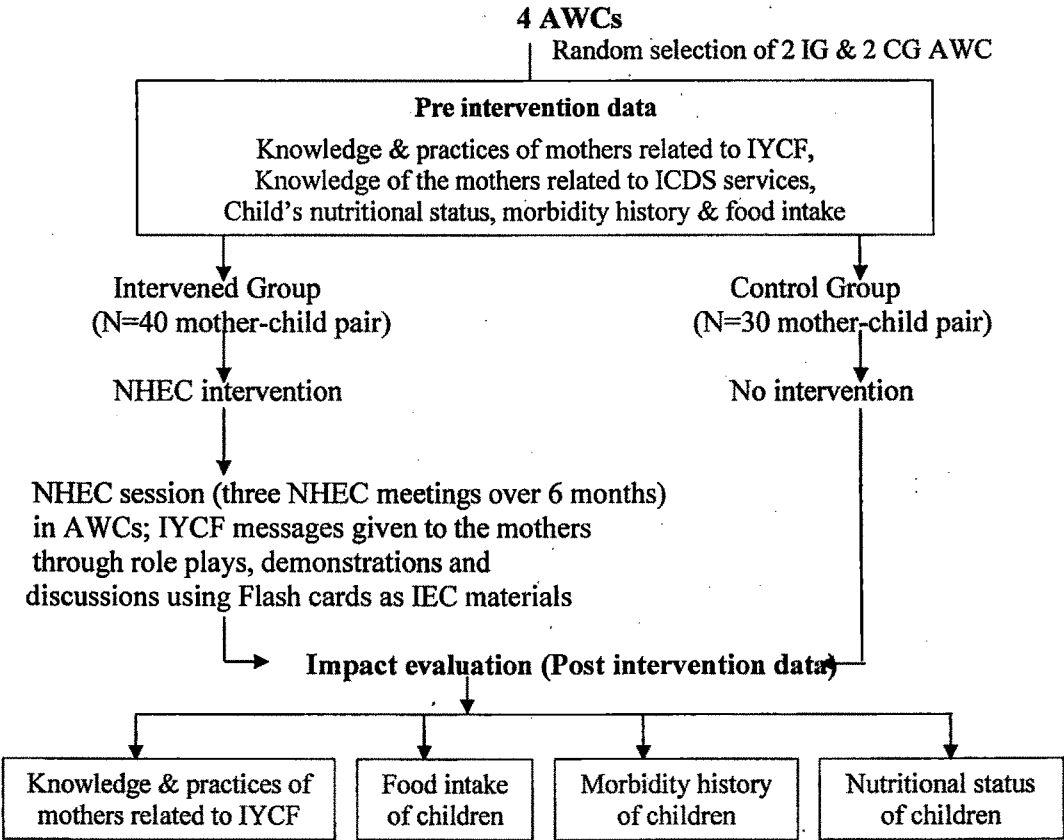 4 AWCs
Random selection of 2 IG & 2 CG AWC
Pre intervention data
Knowledge & practices of mothers related to IYCF,
Knowledge of the mothers related to ICDS services,
Child's nutritional status, morbidity history & food intake
Intervened Group
(N=40 mother-child pair)
Control Group
(N=30 mother-child pair)
NHEC intervention
No intervention
NHEC session (three NHEC meetings over 6 months)
in AWCs; IYCF messages given to the mothers
through role plays, demonstrations and
discussions using Flash cards as IEC materials
Impact evaluation (Post intervention data)
Knowledge & practices of
mothers related to IYCF
Food intake
of children
Morbidity history
of children
Nutritional status
of children